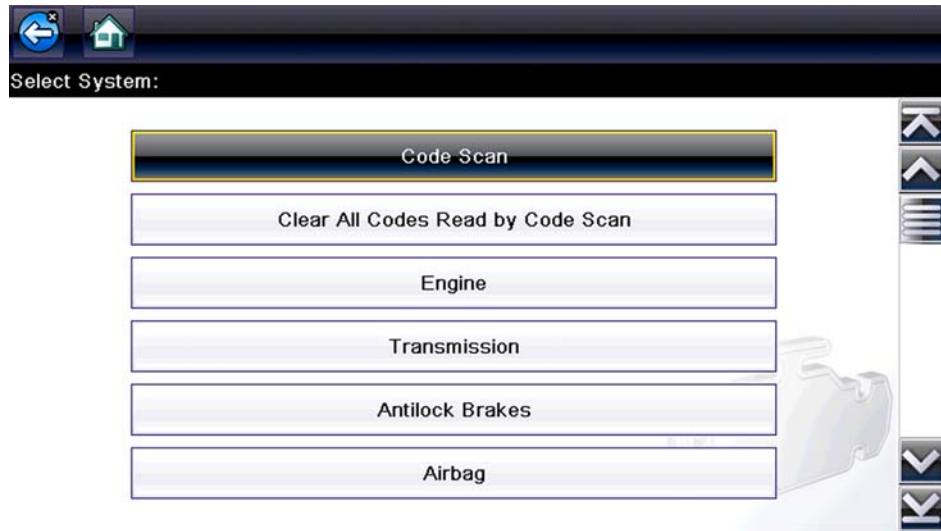 Select System:
Code Scan
Clear All Codes Read by Code Scan
Engine
Transmission
Antilock Brakes
Airbag